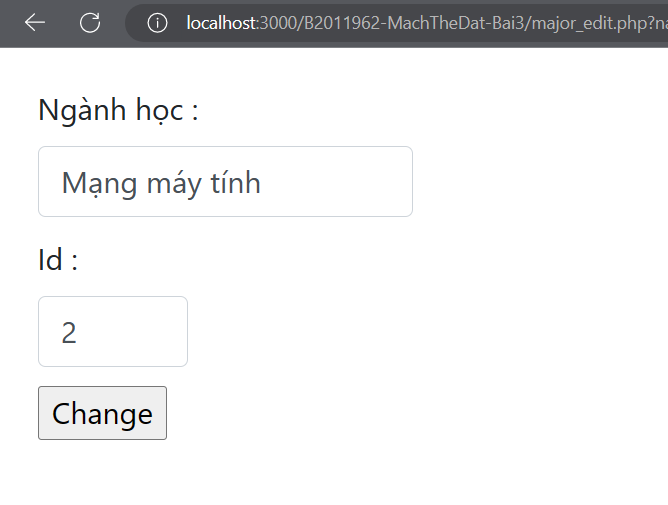 localhost:3000/B2011962-MachTheDat-Bai3/major_edit.php?na
Ngành học :
Mạng máy tính
Id :
2
Change